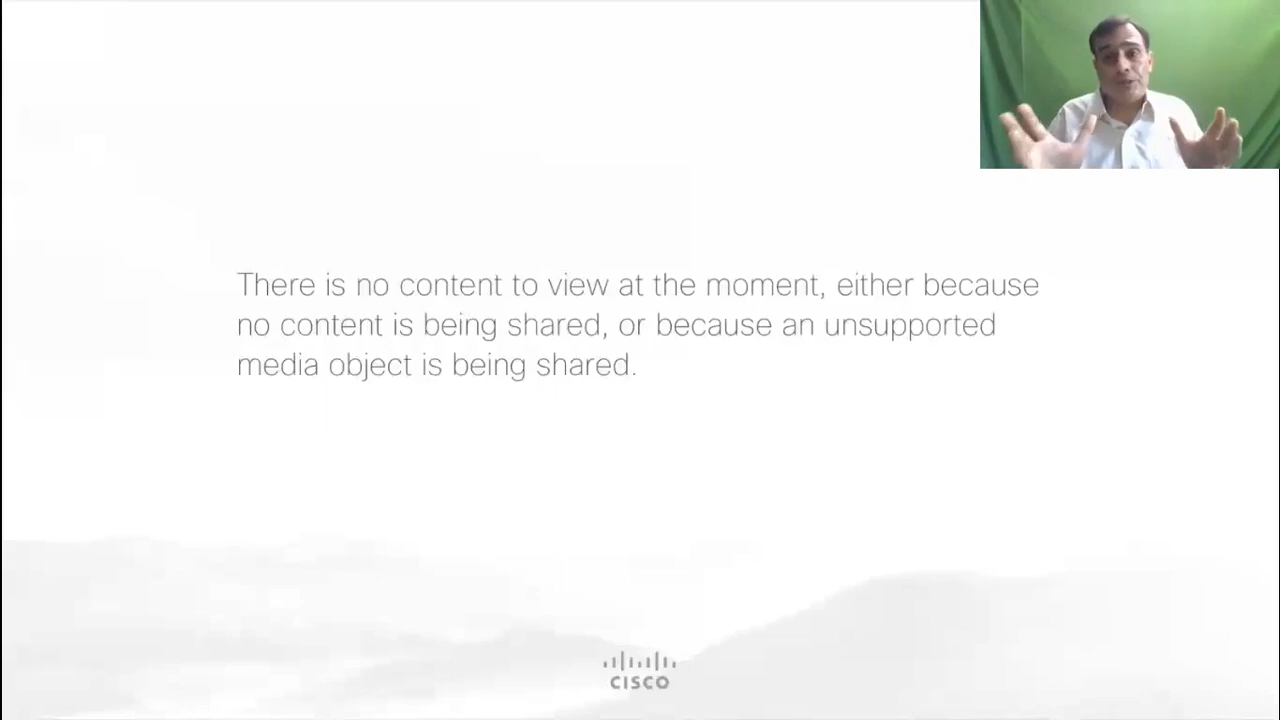 There is no content to view at the moment, either because
no content is being shared, or because an unsupported
media object is being shared.
CISCO